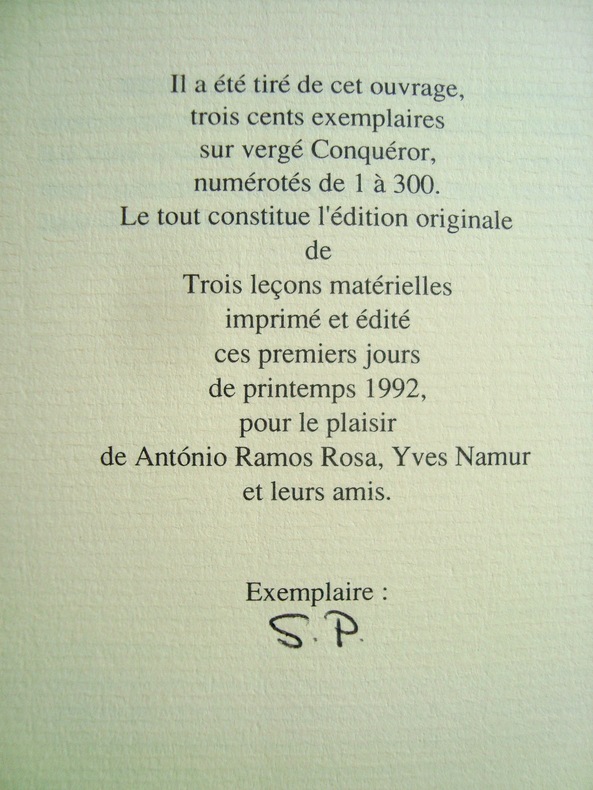 Il a été tiré de cet ouvrage,
trois cents exemplaires
sur vergé Conquéror,
numérotés de 1 à 300.
Le tout constitue l'édition originale
de
Trois leçons matérielles
imprimé et édité
ces premiers jours
de printemps 1992,
pour le plaisir
de António Ramos Rosa, Yves Namur
et leurs amis.
Exemplaire :
S.P.